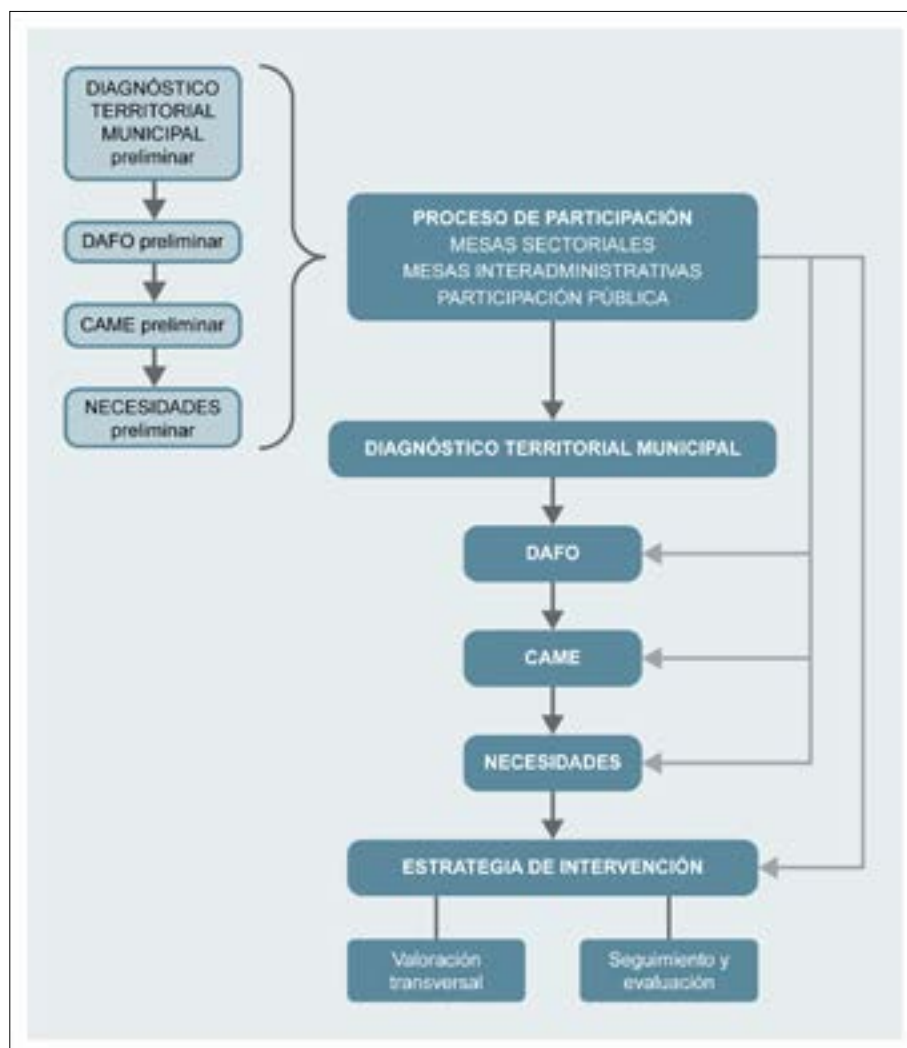 DIAGNÓSTICO
TERRITORIAL
MUNICIPAL
preliminar
DAFO preliminar
CAME preliminar
NECESIDADES
preliminar
PROCESO DE PARTICIPACIÓN
MESAS SECTORIALES
MESAS INTERADMINISTRATIVAS
PARTICIPACIÓN PÚBLICA
DIAGNÓSTICO TERRITORIAL MUNICIPAL
DAFO
CAME
NECESIDADES
ESTRATEGIA DE INTERVENCIÓN
Valoración
transversal
Seguimiento y
evaluación